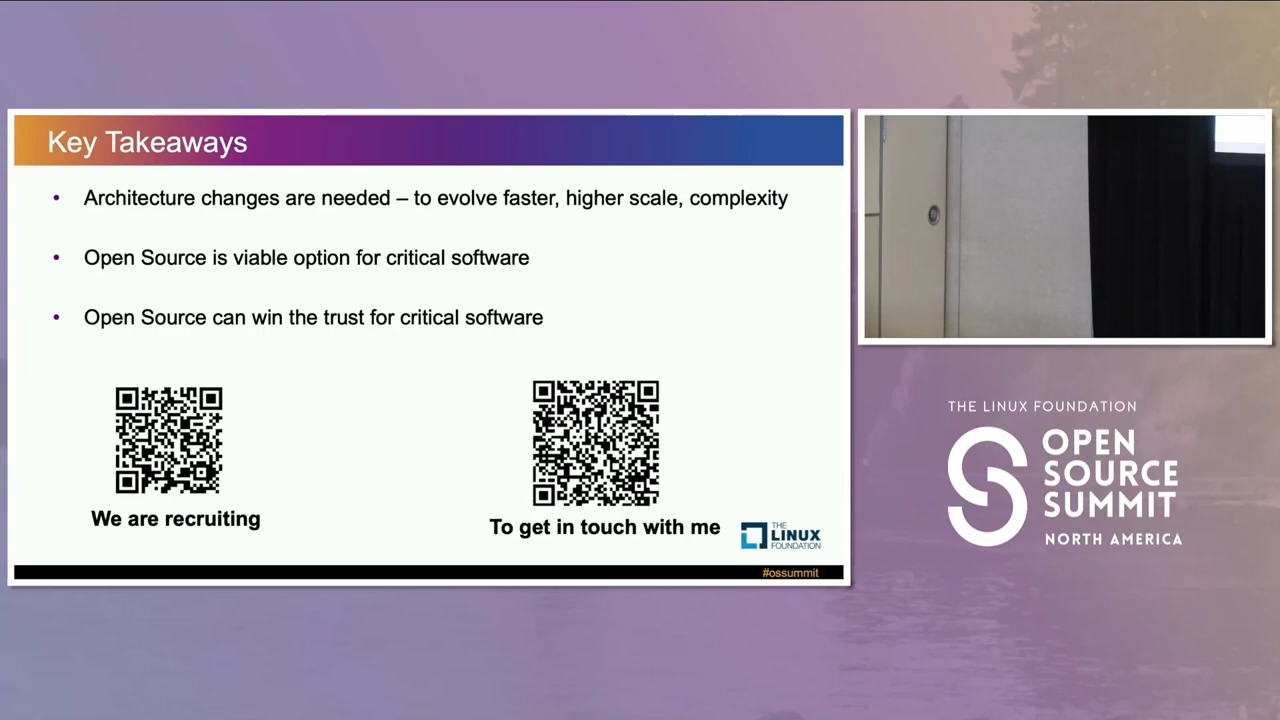 Key Takeaways
• Architecture changes are needed – to evolve faster, higher scale, complexity
• Open Source is viable option for critical software
• Open Source can win the trust for critical software
We are recruiting
To get in touch with me
THE
LINUX
FOUNDATION
#ossummit
THE LINUX FOUNDATION
OPEN
SOURCE
SUMMIT
NORTH AMERICA